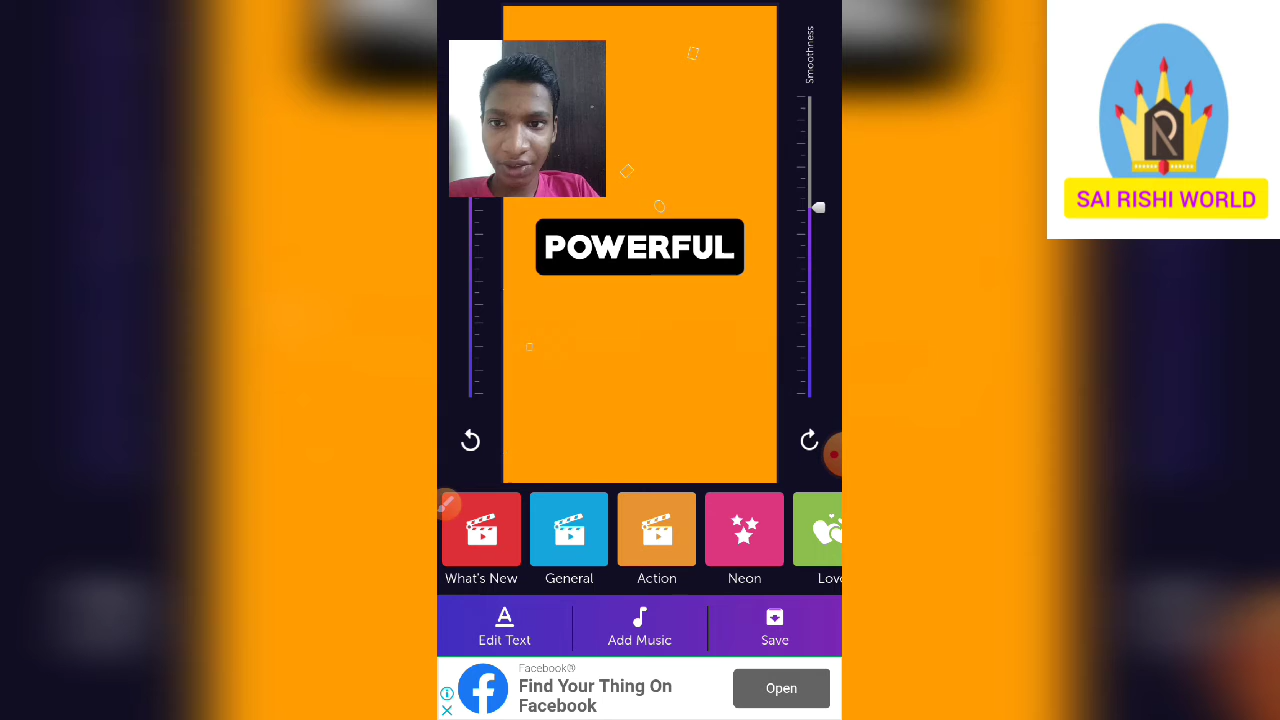 Smoothness
SAI RISHI WORLD
POWERFUL
What's New
General
Action
Neon
Love
Edit Text
Add Music
Save
Facebook®
Find Your Thing On
Facebook
Open